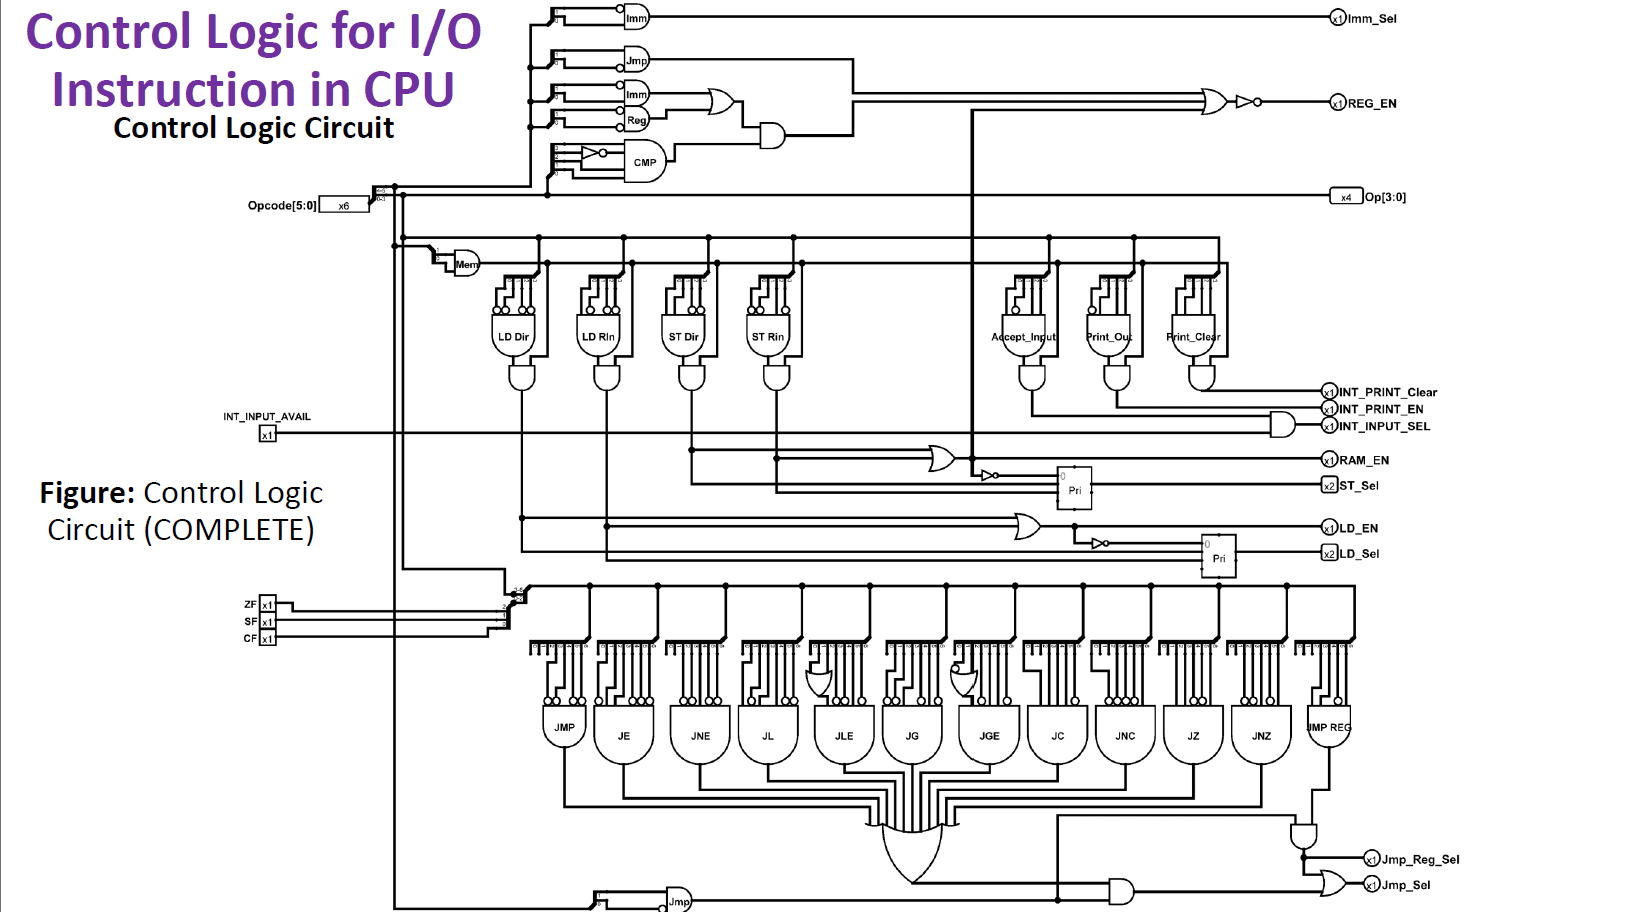 Control Logic for I/O
Instruction in CPU
Control Logic Circuit
Imm
x1 Imm_Sel
Jmp
Imm
Reg
x1 REG_EN
CMP
Opcode[5:0] x6
x4 Op[3:0]
Mem
LD Dir
LD RIn
ST Dir
ST Rin
Accept_Input
Print_Out
Print_Clear
x1 INT_PRINT_Clear
x1 INT_PRINT_EN
x1 INT_INPUT_SEL
INT_INPUT_AVAIL
x1
x1 RAM_EN
0
Pri
x2 ST_Sel
Figure: Control Logic
Circuit (COMPLETE)
x1 LD_EN
0
Pri
x2 LD_Sel
ZF x1
SF x1
CF x1
JMP
JE
JNE
JL
JLE
JG
JGE
JC
JNC
JZ
JNZ
JMP REG
x1 Jmp_Reg_Sel
x1 Jmp_Sel
Jmp